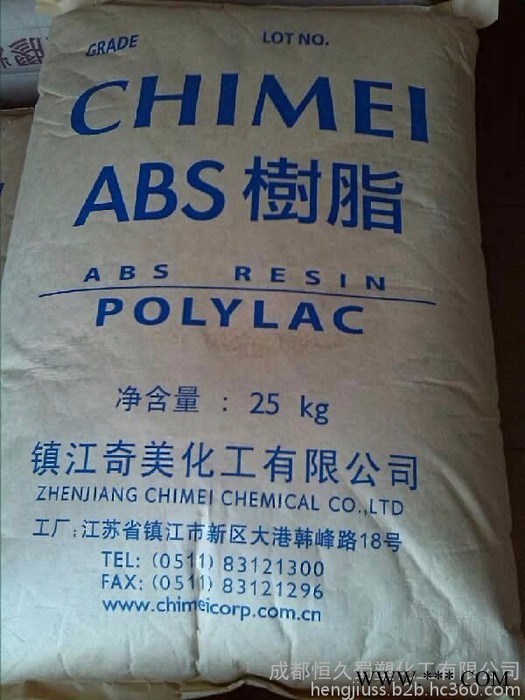 GRADE LOT NO.
CHIMEI
ABS 樹脂
ABS RESIN
POLYLAC
净含量 : 25 kg
镇江奇美化工有限公司
ZHENJIANG CHIMEI CHEMICAL CO.,LTD
工厂:江苏省镇江市新区大港韩峰路18号
TEL: (0511) 83121300
FAX: (0511) 83121296
www.chimeicorp.com.cn
成都恒久蜀塑化工有限公司
www.***.COM
hengjiuss.b2b.hc360.com